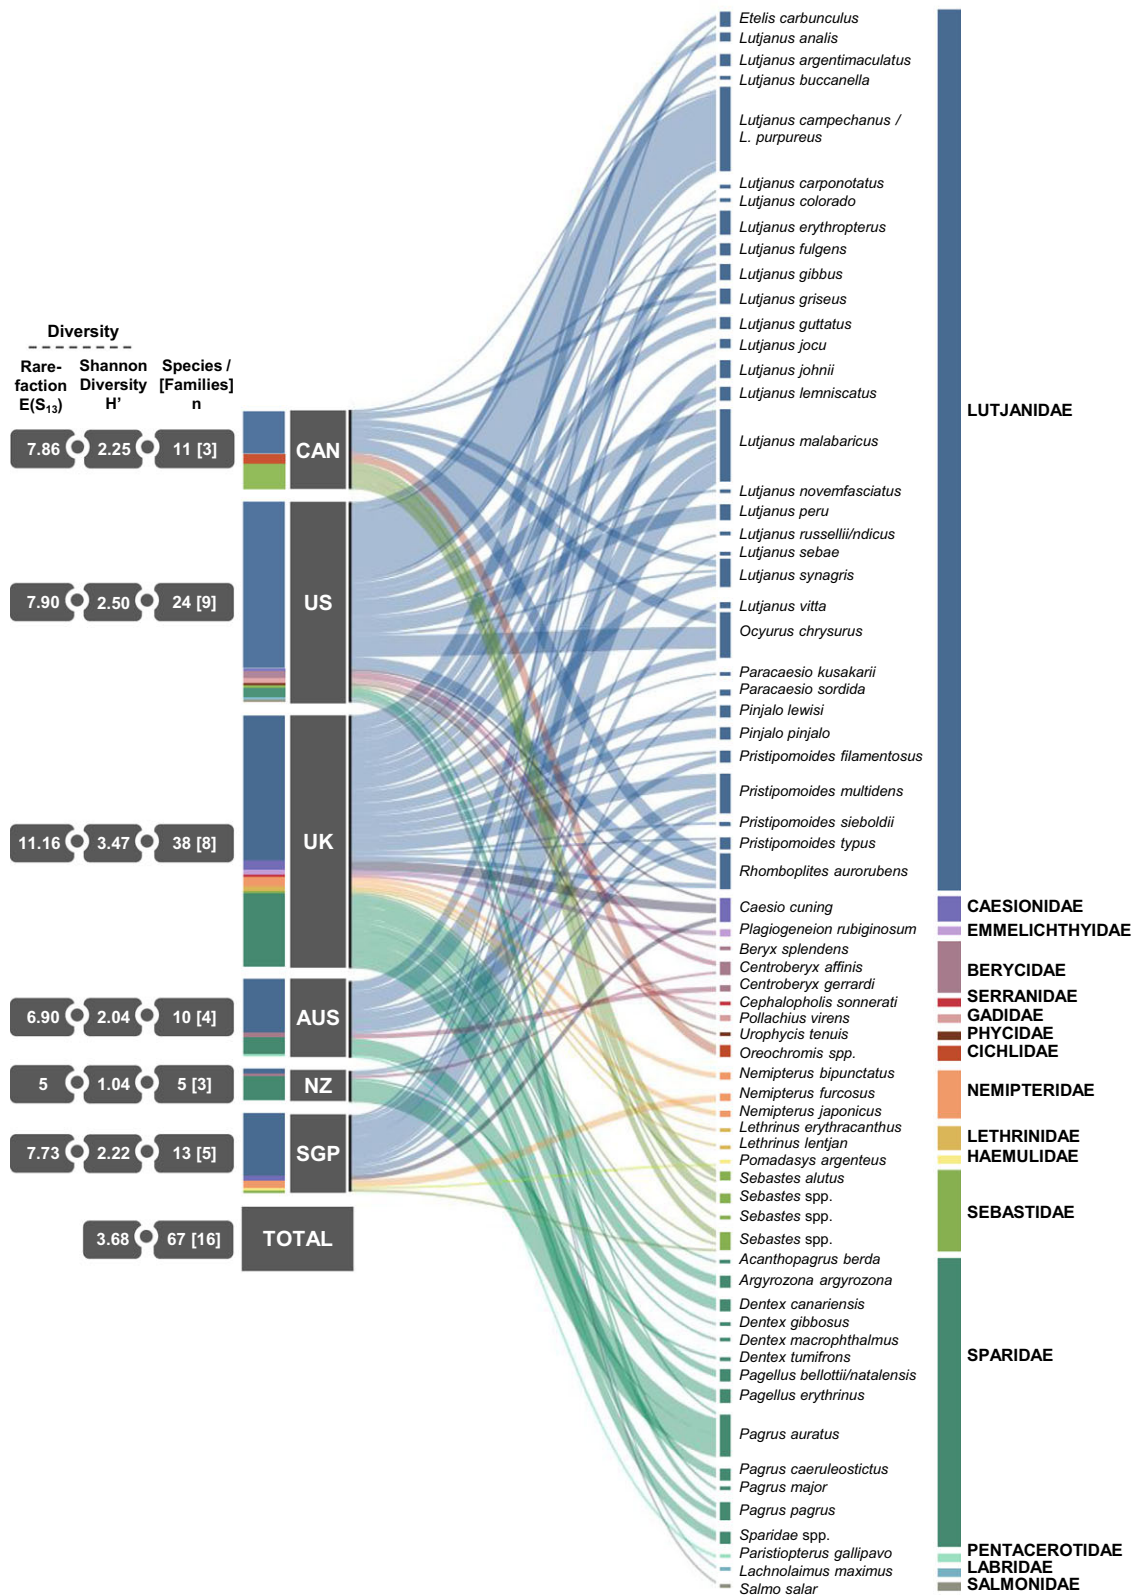 Diversity
Rare-
faction
E(S₁₃)
Shannon
Diversity
H'
Species /
[Families]
n
7.86
2.25
11 [3]
CAN
7.90
2.50
24 [9]
US
11.16
3.47
38 [8]
UK
6.90
2.04
10 [4]
AUS
5
1.04
5 [3]
NZ
7.73
2.22
13 [5]
SGP
3.68
67 [16]
TOTAL
Etelis carbunculus
Lutjanus analis
Lutjanus argentimaculatus
Lutjanus buccanella
Lutjanus campechanus /
L. purpureus
Lutjanus carponotatus
Lutjanus colorado
Lutjanus erythropterus
Lutjanus fulgens
Lutjanus gibbus
Lutjanus griseus
Lutjanus guttatus
Lutjanus jocu
Lutjanus johnii
Lutjanus lemniscatus
Lutjanus malabaricus
Lutjanus novemfasciatus
Lutjanus peru
Lutjanus russellii/ndicus
Lutjanus sebae
Lutjanus synagris
Lutjanus vitta
Ocyurus chrysurus
Paracaesio kusakarii
Paracaesio sordida
Pinjalo lewisi
Pinjalo pinjalo
Pristipomoides filamentosus
Pristipomoides multidens
Pristipomoides sieboldii
Pristipomoides typus
Rhomboplites aurorubens
Caesio cuning
Plagiogeneion rubiginosum
Beryx splendens
Centroberyx affinis
Centroberyx gerrardi
Cephalopholis sonnerati
Pollachius virens
Urophycis tenuis
Oreochromis spp.
Nemipterus bipunctatus
Nemipterus furcosus
Nemipterus japonicus
Lethrinus erythracanthus
Lethrinus lentjan
Pomadasys argenteus
Sebastes alutus
Sebastes spp.
Sebastes spp.
Sebastes spp.
Acanthopagrus berda
Argyrozona argyrozona
Dentex canariensis
Dentex gibbosus
Dentex macrophthalmus
Dentex tumifrons
Pagellus bellottii/natalensis
Pagellus erythrinus
Pagrus auratus
Pagrus caeruleostictus
Pagrus major
Pagrus pagrus
Sparidae spp.
Paristiopterus gallipavo
Lachnolaimus maximus
Salmo salar
LUTJANIDAE
CAESIONIDAE
EMMELICHTHYIDAE
BERYCIDAE
SERRANIDAE
GADIDAE
PHYCIDAE
CICHLIDAE
NEMIPTERIDAE
LETHRINIDAE
HAEMULIDAE
SEBASTIDAE
SPARIDAE
PENTACEROTIDAE
LABRIDAE
SALMONIDAE